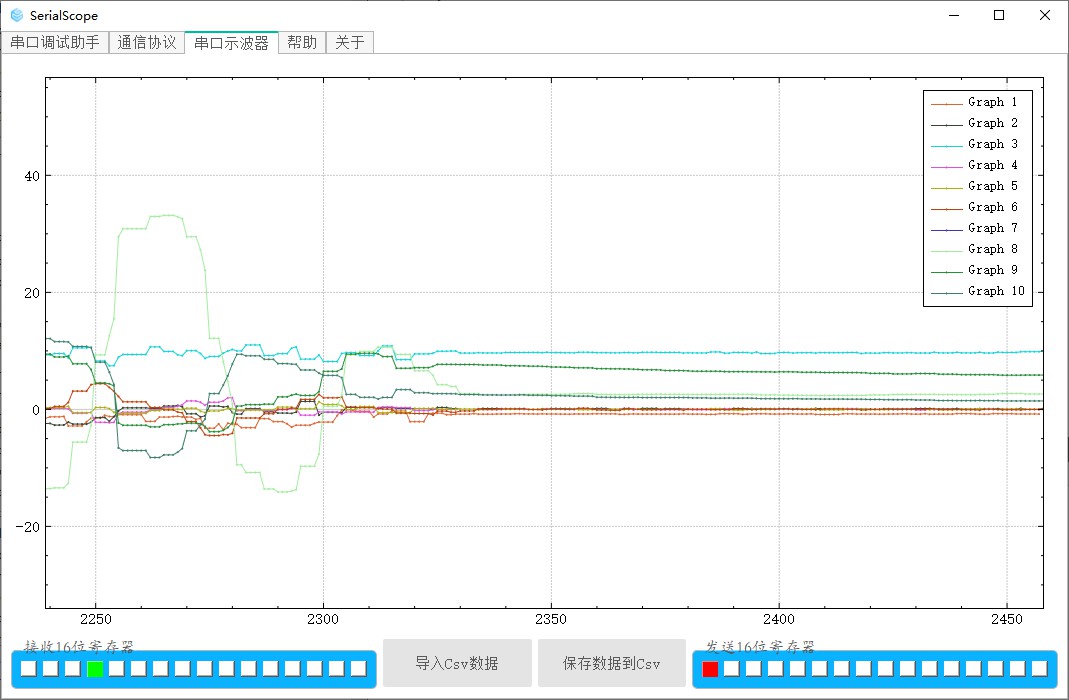 SerialScope
串口调试助手 通信协议 串口示波器 帮助 关于
Graph 1
Graph 2
Graph 3
Graph 4
Graph 5
Graph 6
Graph 7
Graph 8
Graph 9
Graph 10
40
20
0
-20
2250 2300 2350 2400 2450
接收16位寄存器 发送16位寄存器
导入Csv数据 保存数据到Csv